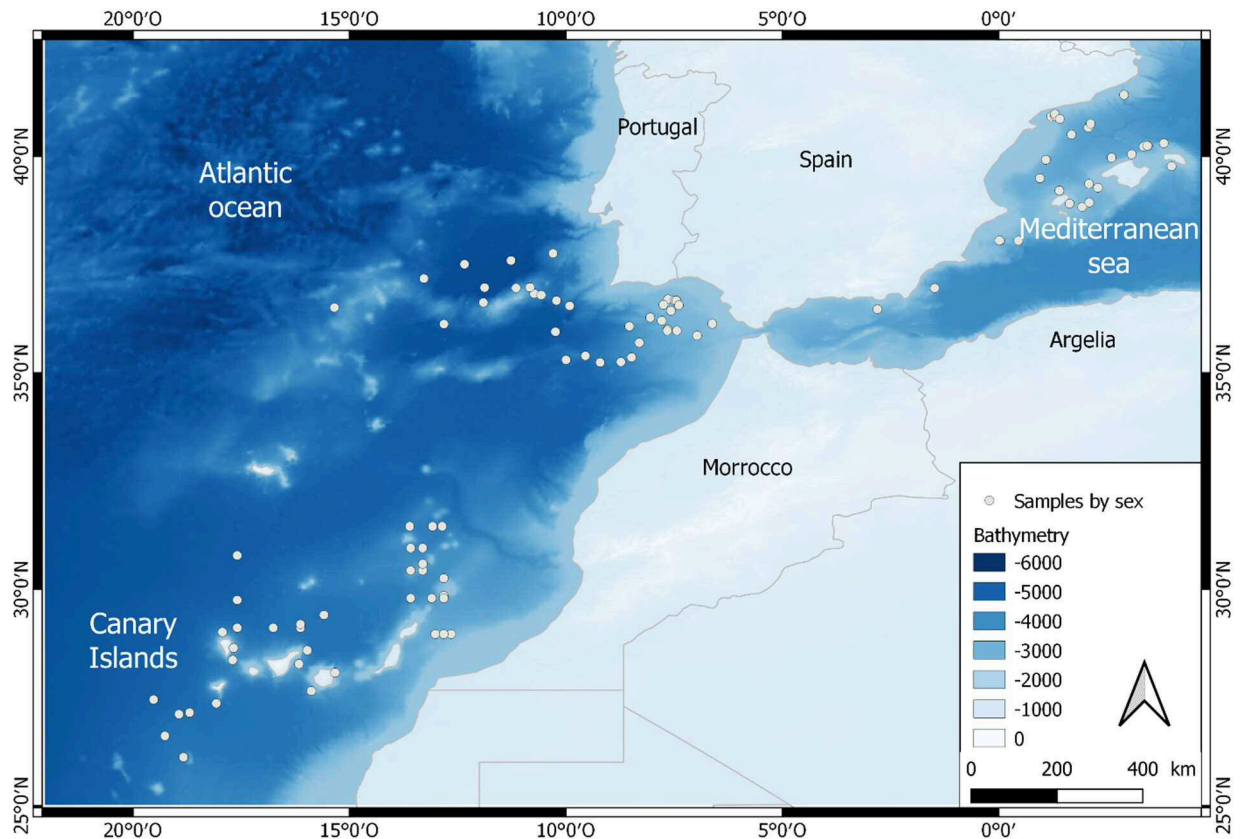 20°0'O 15°0'O 10°0'O 5°0'O 0°0'
Portugal
Spain
Atlantic
ocean
40°0'N
40°0'N
Mediterranean
sea
Argelia
35°0'N
35°0'N
Morrocco
Samples by sex
Bathymetry
-6000
-5000
-4000
-3000
-2000
-1000
0
30°0'N
30°0'N
Canary
Islands
0 200 400 km
25°0'N
25°0'N
20°0'O 15°0'O 10°0'O 5°0'O 0°0'